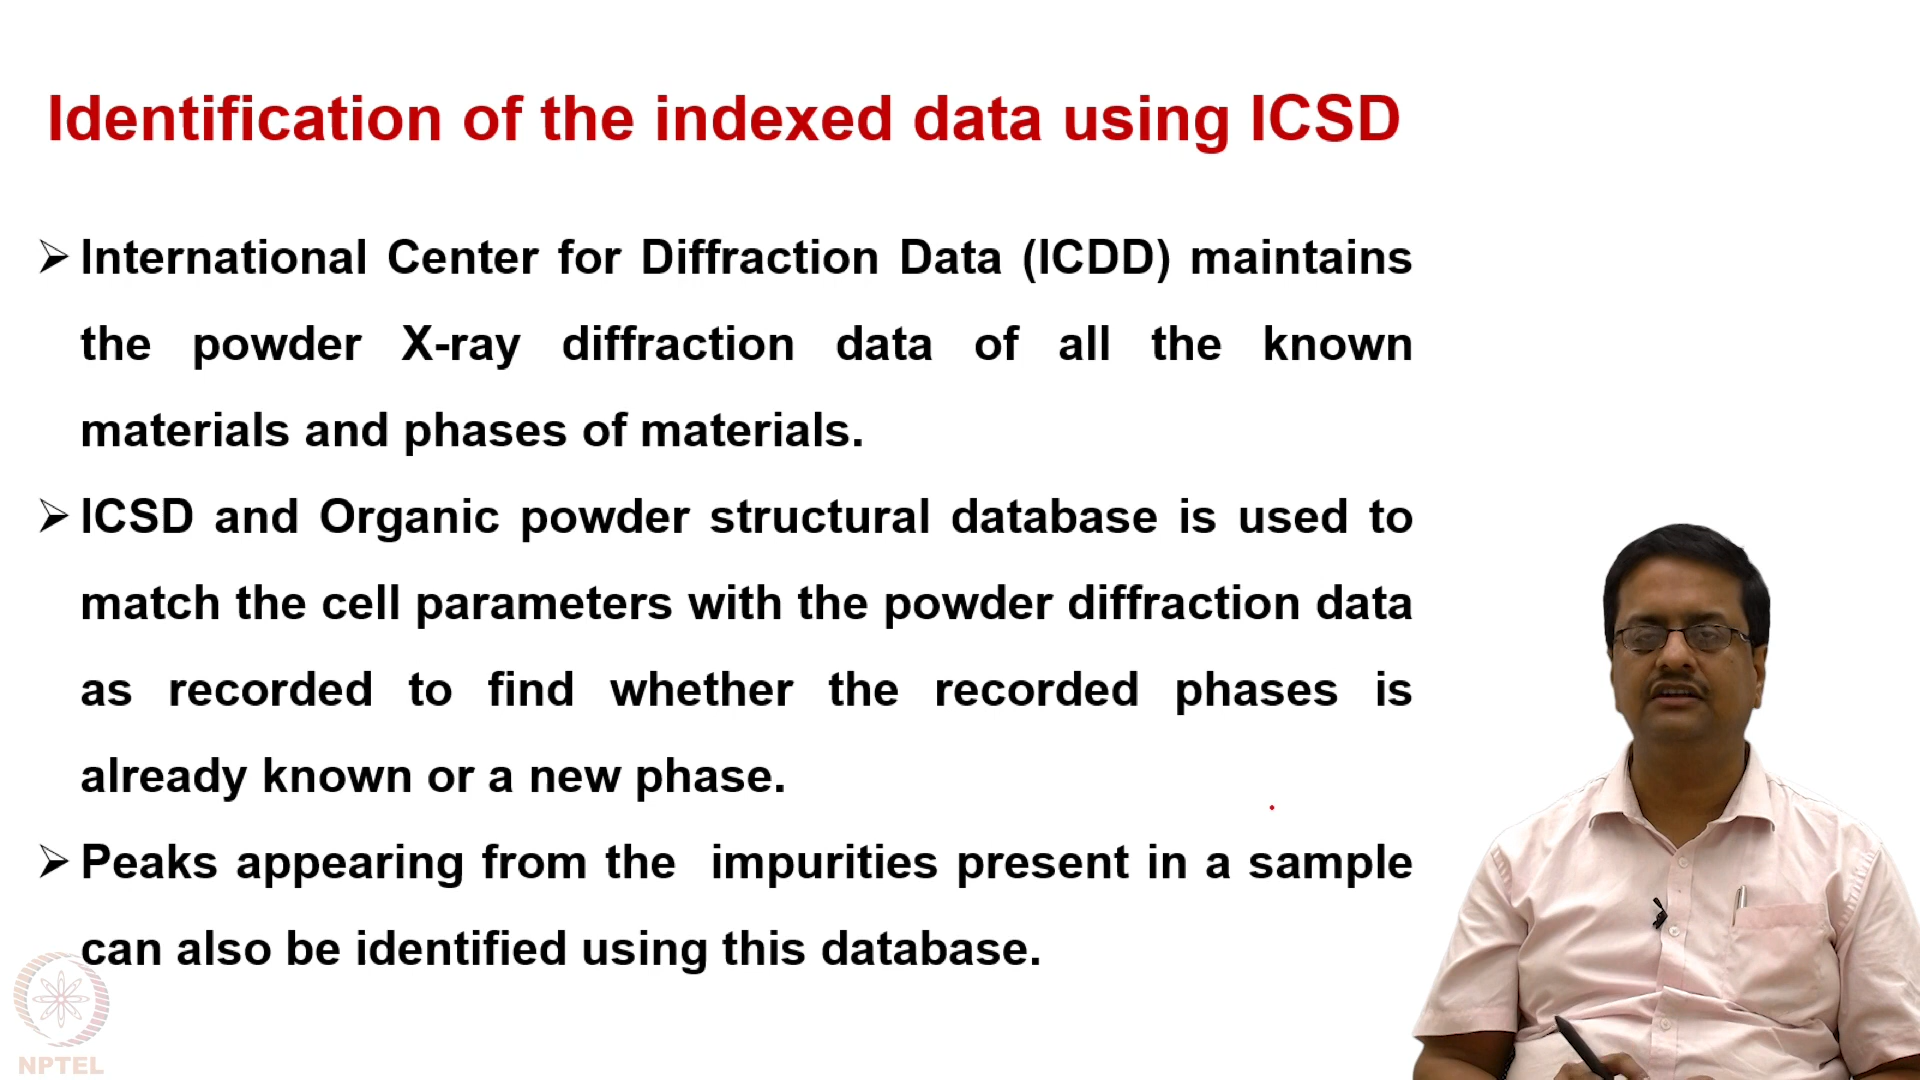 Identification of the indexed data using ICSD
➢ International Center for Diffraction Data (ICDD) maintains
the powder X-ray diffraction data of all the known
materials and phases of materials.
➢ ICSD and Organic powder structural database is used to
match the cell parameters with the powder diffraction data
as recorded to find whether the recorded phases is
already known or a new phase.
➢ Peaks appearing from the impurities present in a sample
can also be identified using this database.
NPTEL